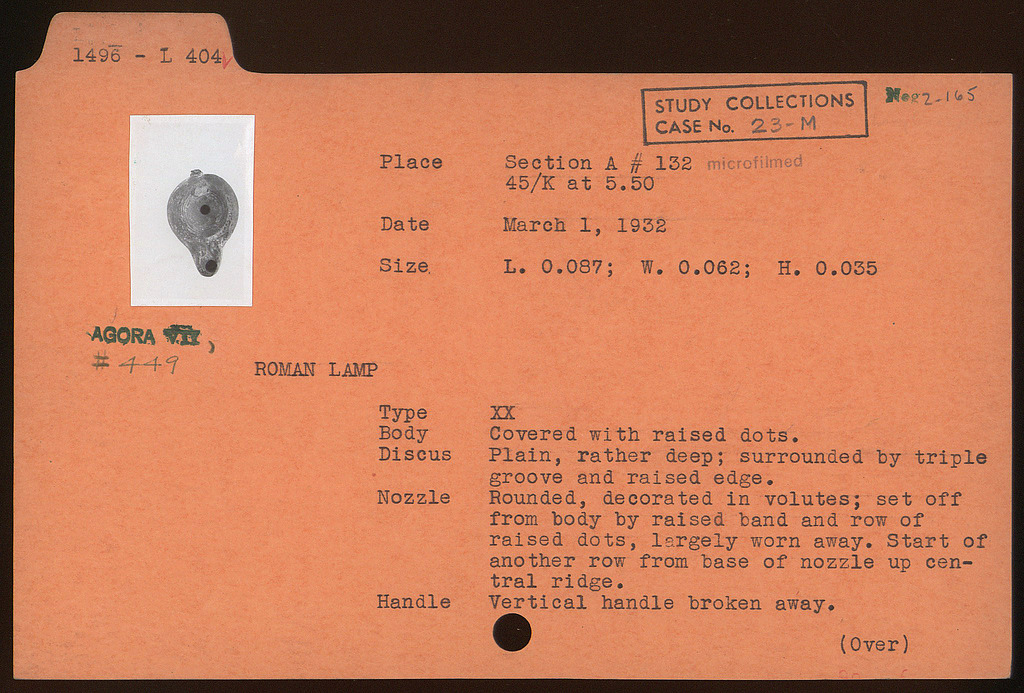 1496 - L 404
STUDY COLLECTIONS
CASE No. 23-M
Neg 2-165
Place Section A # 132 microfilmed
45/K at 5.50
Date March 1, 1932
Size L. 0.087; W. 0.062; H. 0.035
AGORA VII,
# 449
ROMAN LAMP
Type XX
Body Covered with raised dots.
Discus Plain, rather deep; surrounded by triple
groove and raised edge.
Nozzle Rounded, decorated in volutes; set off
from body by raised band and row of
raised dots, largely worn away. Start of
another row from base of nozzle up cen-
tral ridge.
Handle Vertical handle broken away.
(Over)